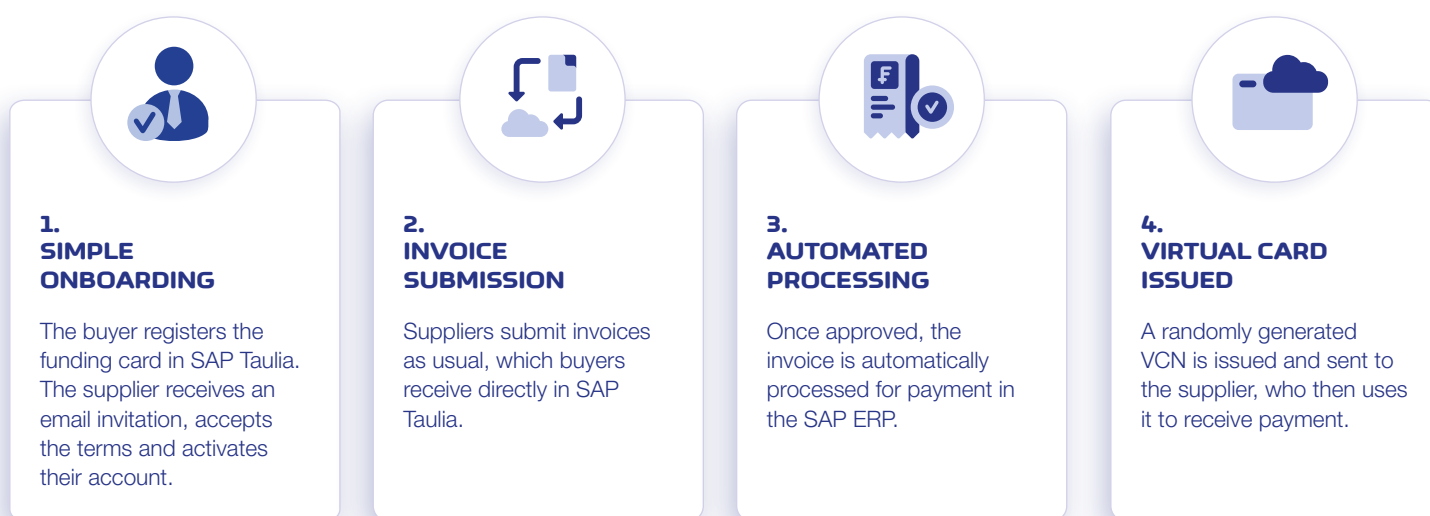 1.
SIMPLE
ONBOARDING
The buyer registers the
funding card in SAP Taulia.
The supplier receives an
email invitation, accepts
the terms and activates
their account.
2.
INVOICE
SUBMISSION
Suppliers submit invoices
as usual, which buyers
receive directly in SAP
Taulia.
₣
3.
AUTOMATED
PROCESSING
Once approved, the
invoice is automatically
processed for payment in
the SAP ERP.
4.
VIRTUAL CARD
ISSUED
A randomly generated
VCN is issued and sent to
the supplier, who then uses
it to receive payment.